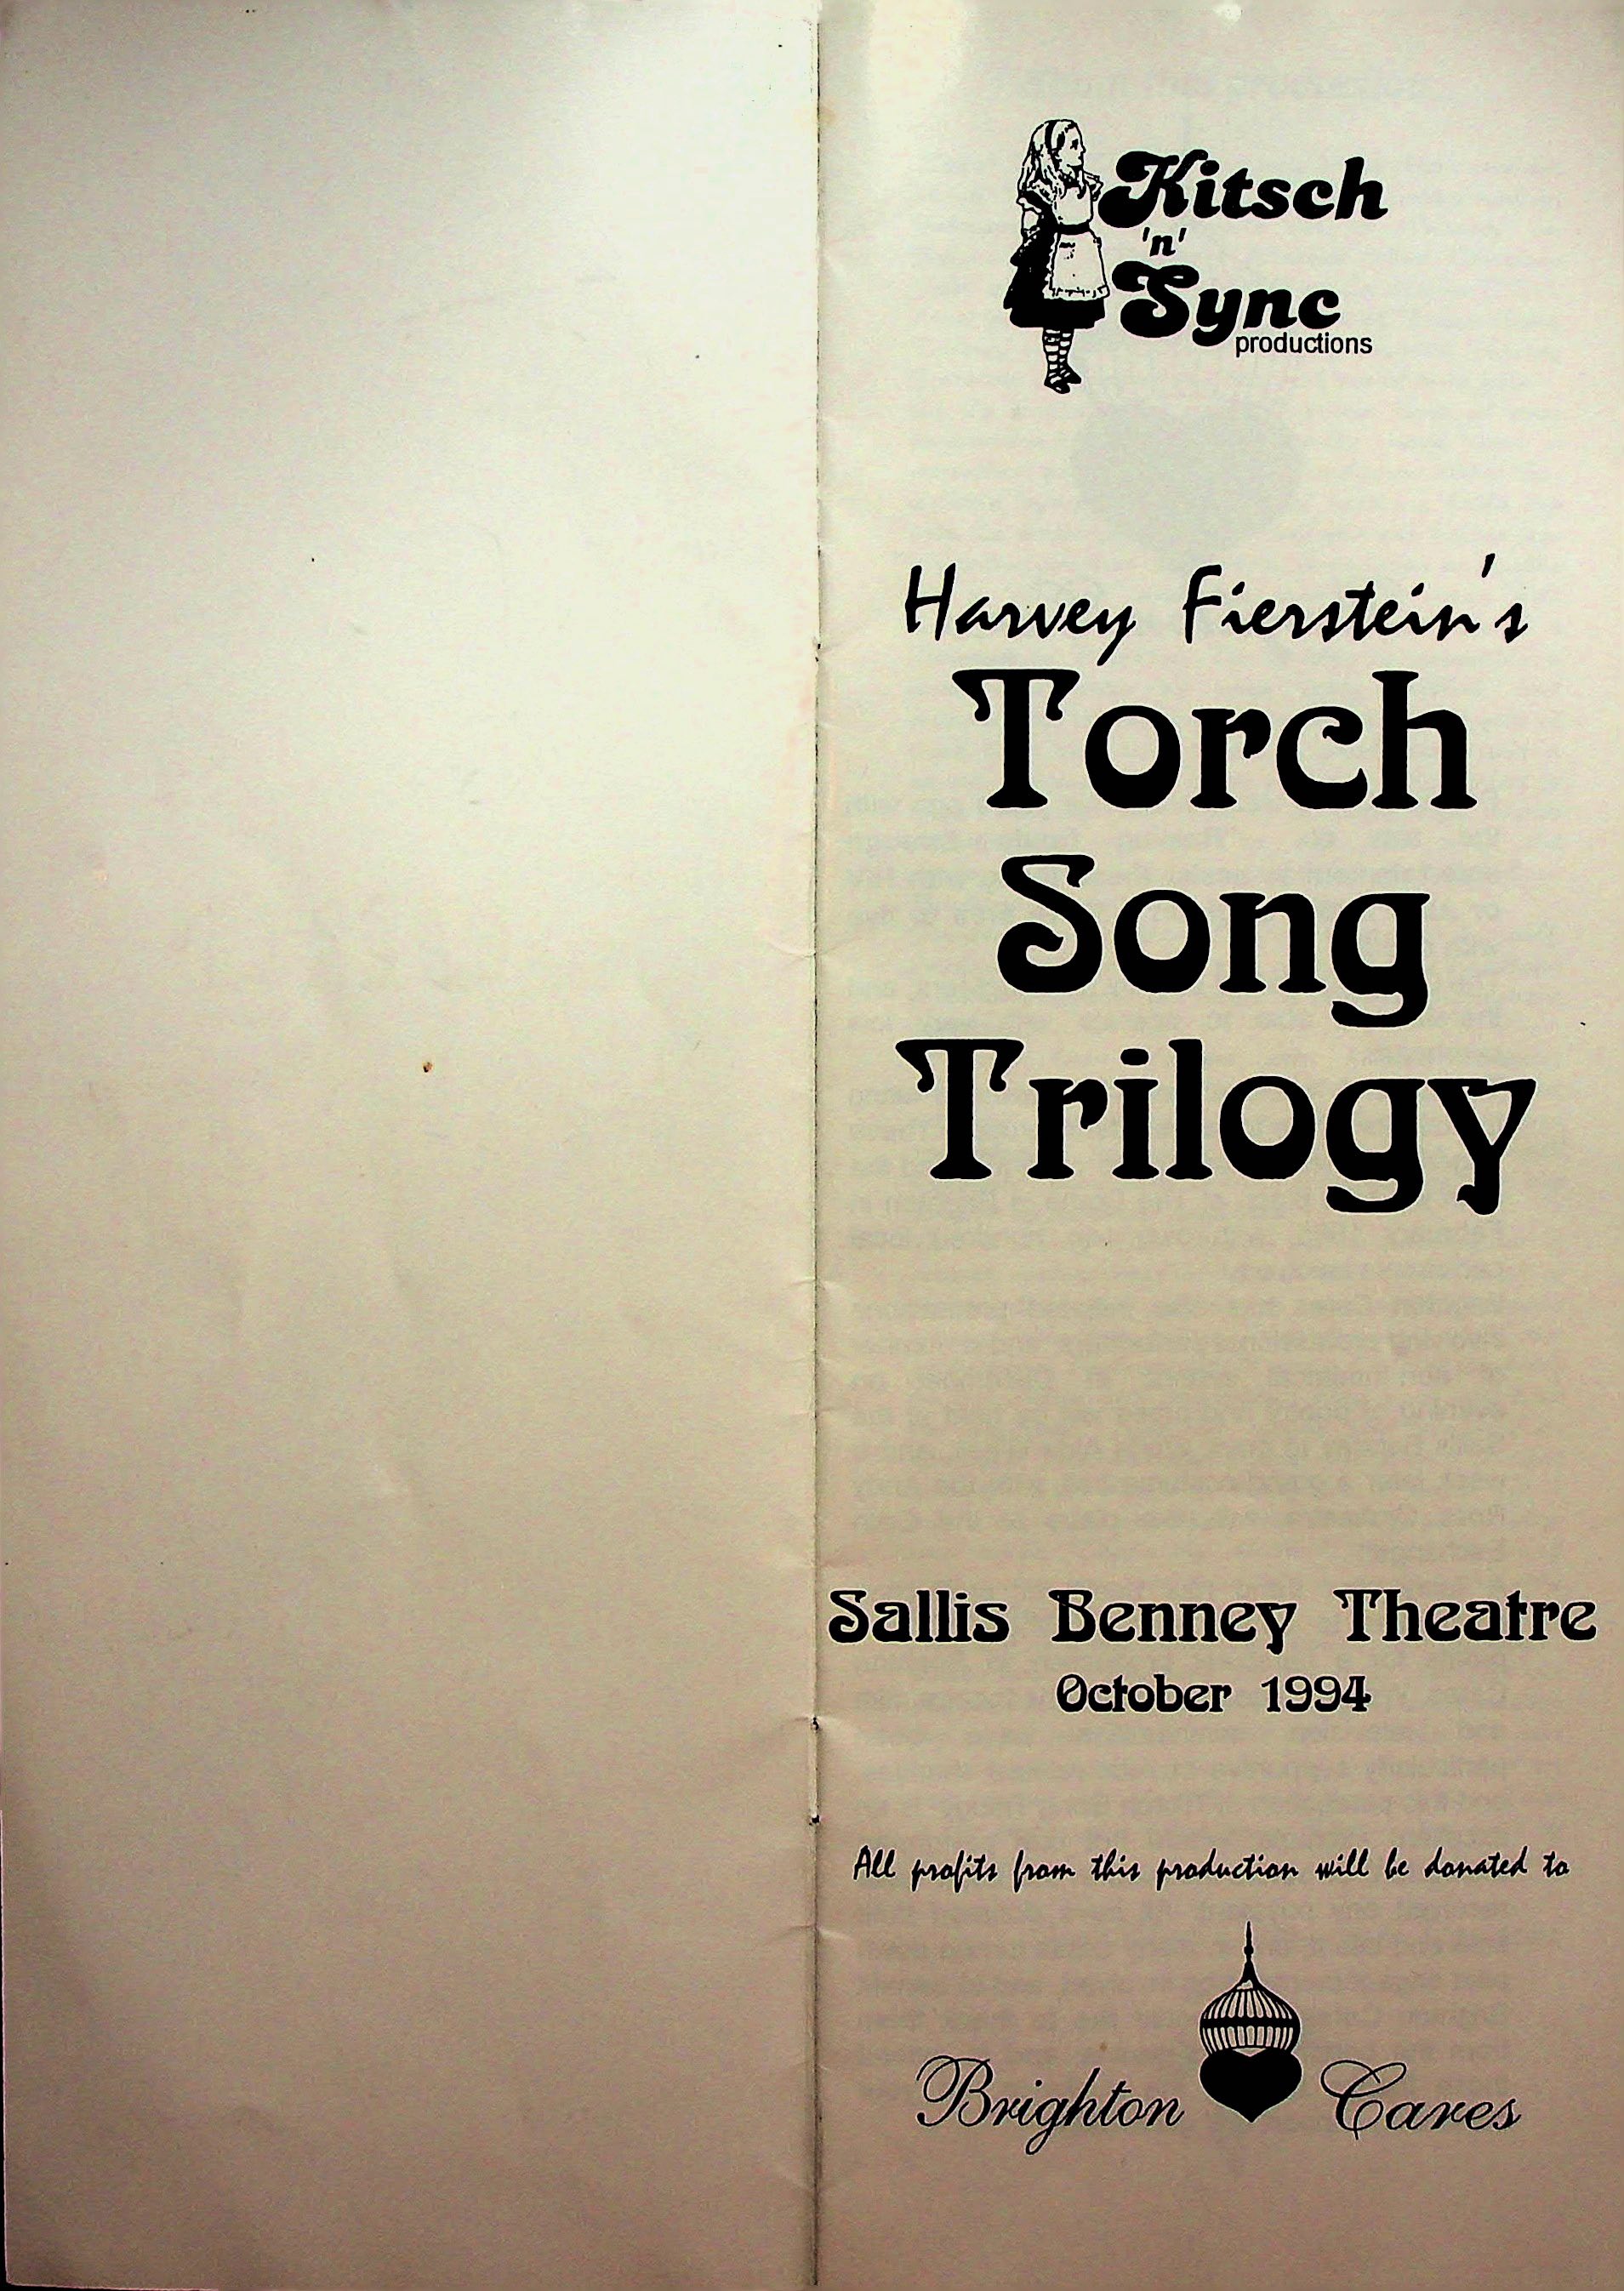 Kitsch
'n'
Sync
productions
Harvey Fierstein's
Torch
Song
Trilogy
Sallis Benney Theatre
October 1994
All profits from this production will be donated to
Brighton Cares